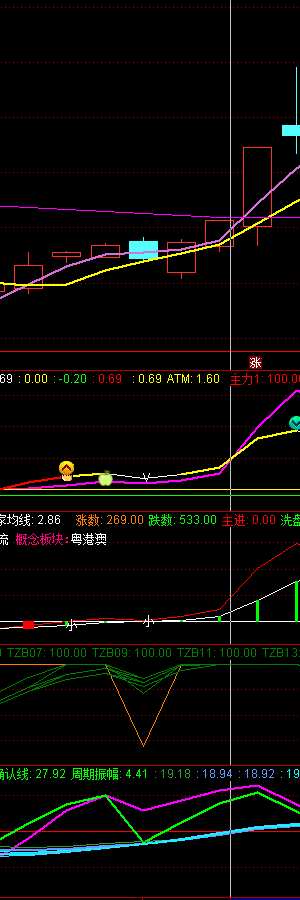 涨
69 :0.00 :-0.20 :0.69 :0.69 ATM:1.60 主力1:100.00
家均线:2.86 涨数:269.00 跌数:533.00 主进:0.00 洗盘
流 概念板块:粤港澳
小 小
0 TZB07:100.00 TZB09:100.00 TZB11:100.00 TZB13:
确认线:27.92 周期振幅:4.41 :19.18 :18.94 :18.92 :19